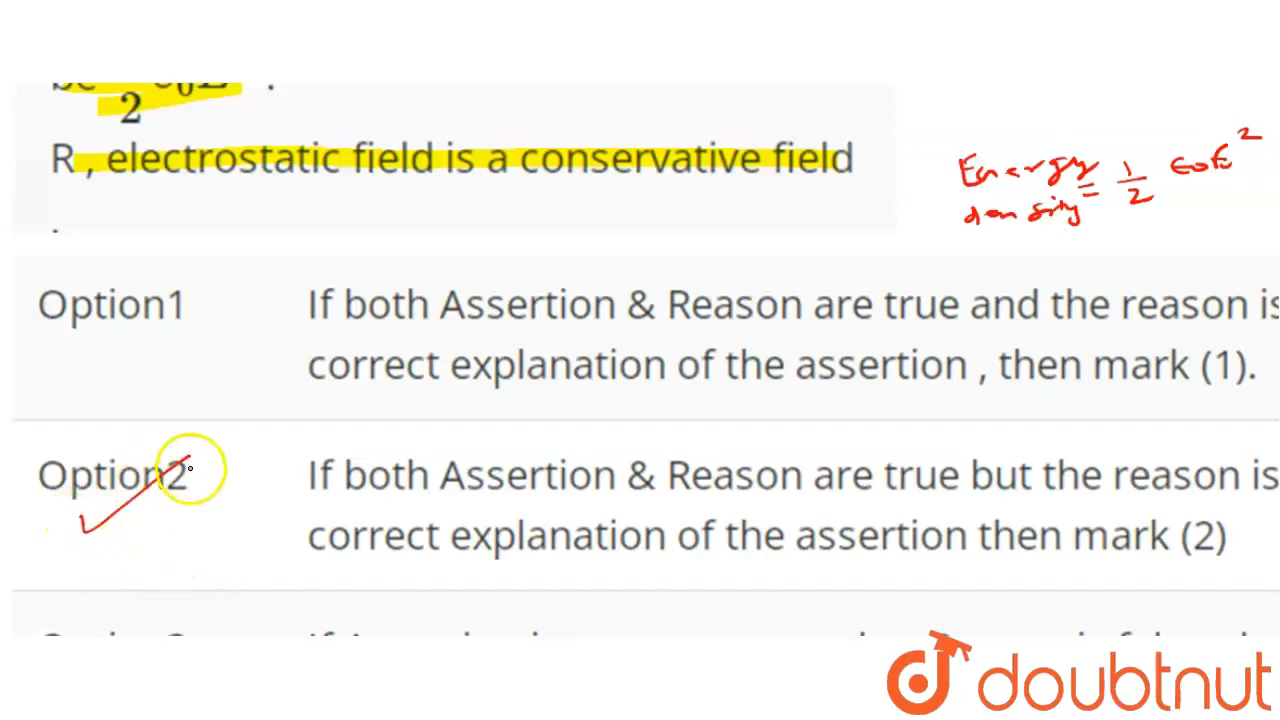 2
R , electrostatic field is a conservative field
.
Energy density = 1/2 ϵ0E²
Option1 If both Assertion & Reason are true and the reason is
correct explanation of the assertion , then mark (1).
Option2 If both Assertion & Reason are true but the reason is
correct explanation of the assertion then mark (2)
doubtnut